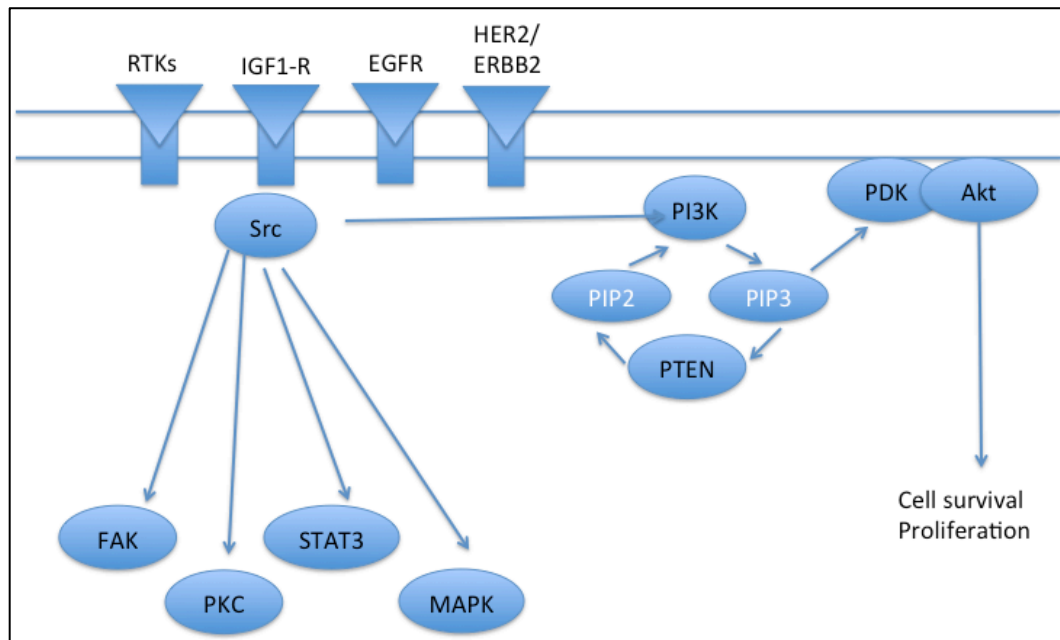 RTKs
IGF1-R
EGFR
HER2/
ERBB2
Src
PI3K
PDK
Akt
PIP2
PIP3
PTEN
FAK
PKC
STAT3
MAPK
Cell survival
Proliferation